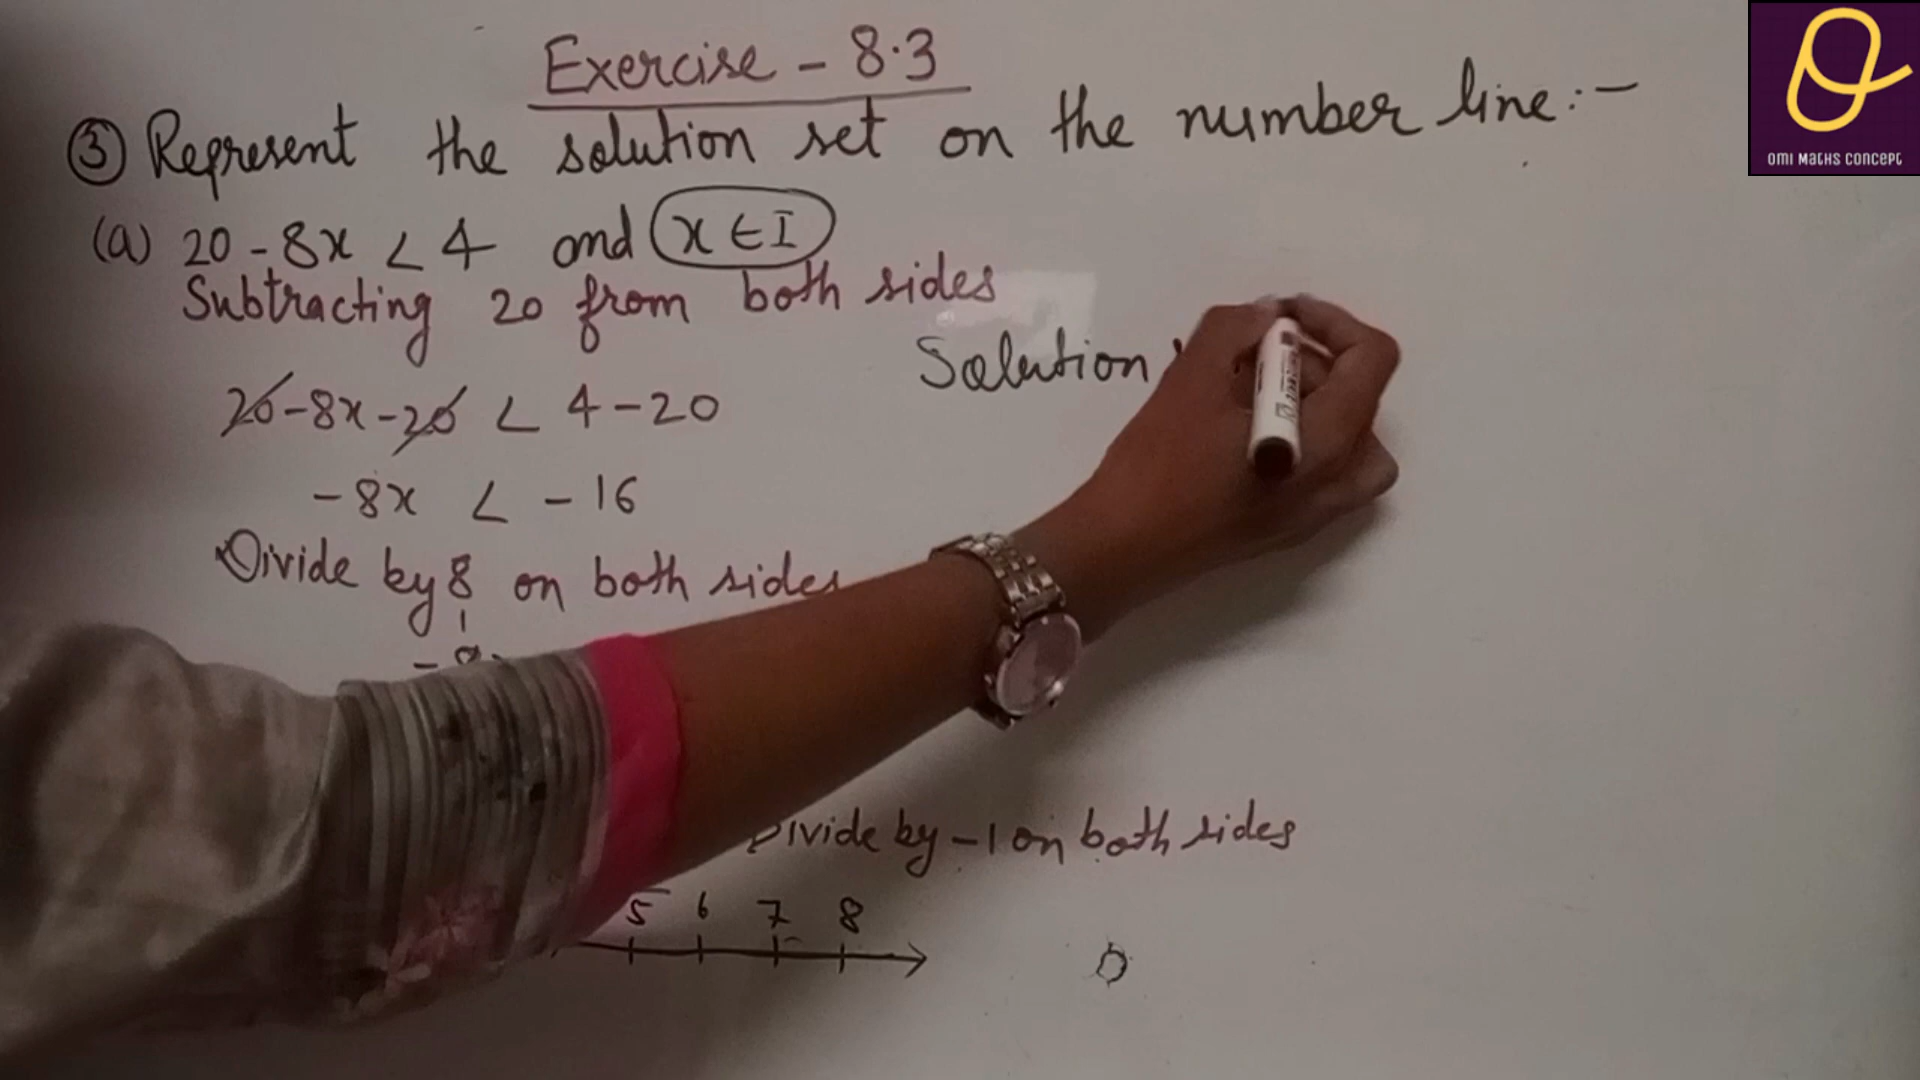 Exercise - 8.3
③ Represent the solution set on the number line:-
(a) 20 - 8x < 4 and x ∈ I
Subtracting 20 from both sides
20 - 8x - 20 < 4 - 20
- 8x < - 16
Divide by 8 on both sides
Solution
Divide by -1 on both sides
5 6 7 8
OMI MATHS CONCEPT